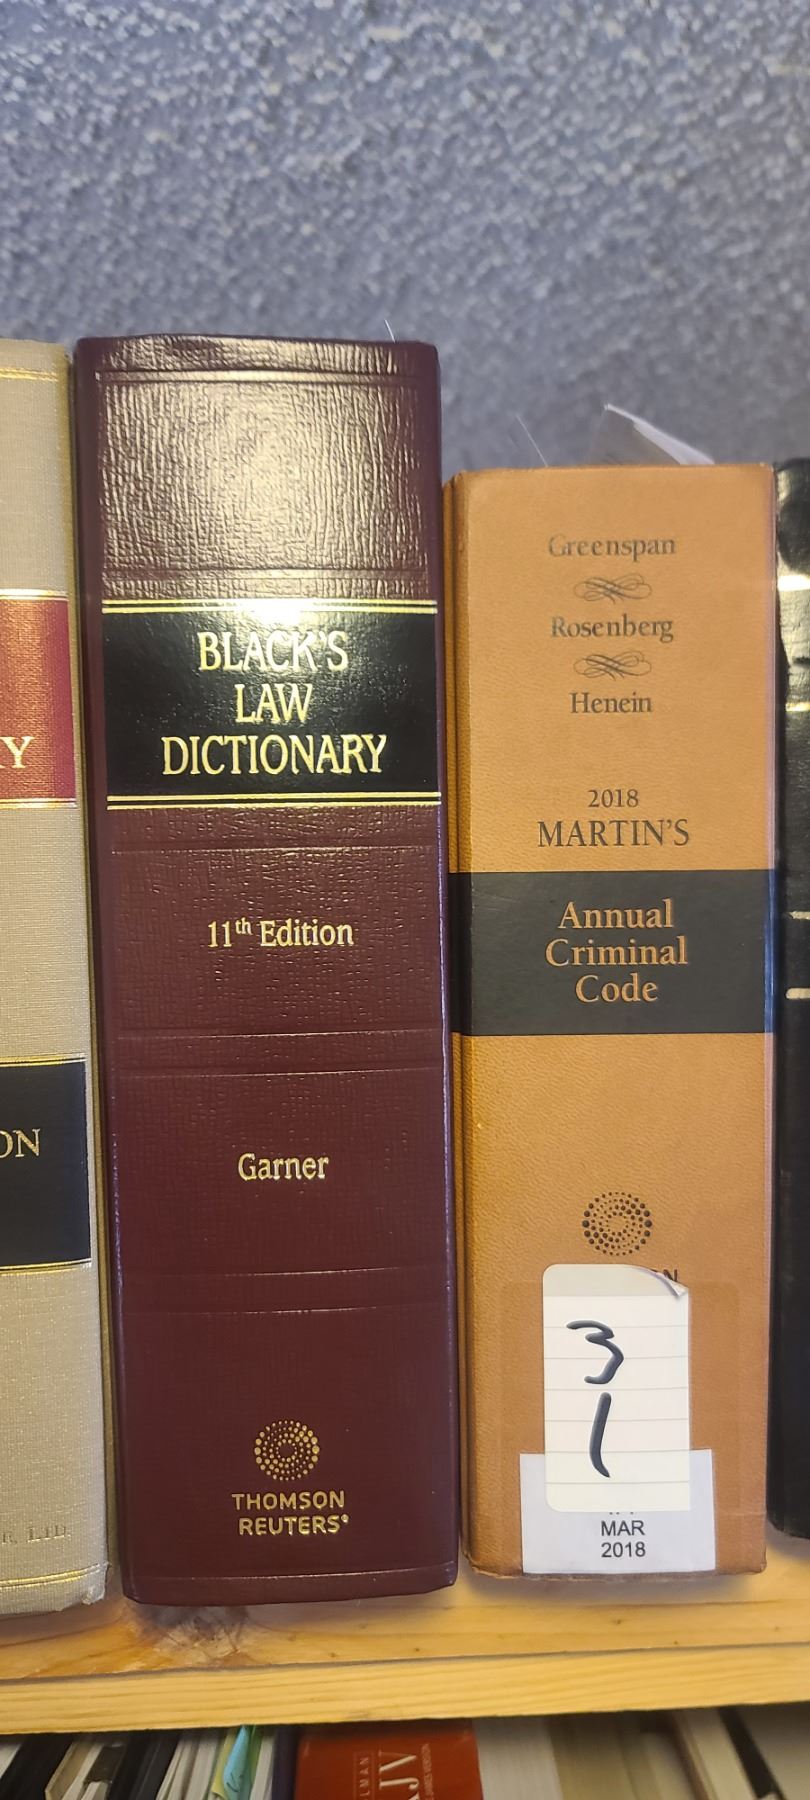 BLACK'S
LAW
DICTIONARY
11th Edition
Garner
THOMSON
REUTERS®
Greenspan
Rosenberg
Henein
2018
MARTIN'S
Annual
Criminal
Code
3
1
MAR
2018